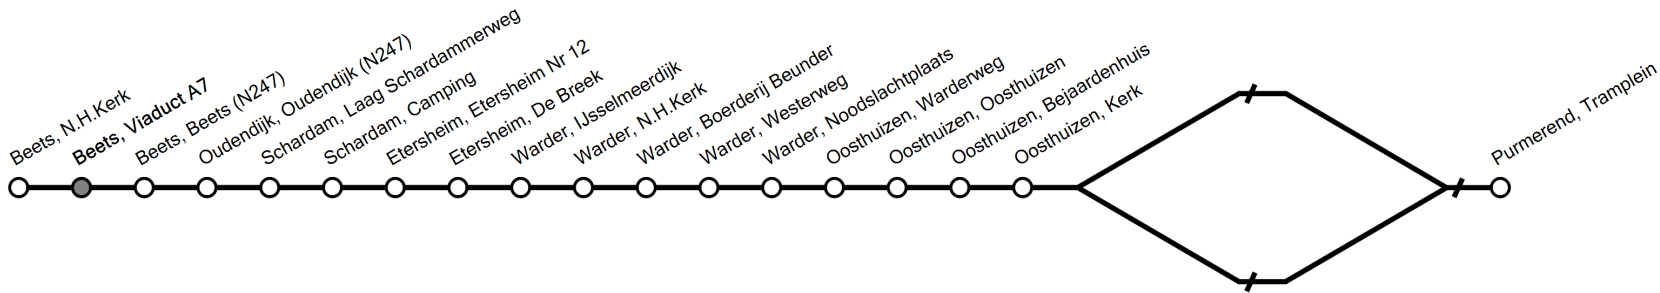 Beets, N.H.Kerk
Beets, Viaduct A7
Beets, Beets (N247)
Oudendijk, Oudendijk (N247)
Schardam, Laag Schardammerweg
Schardam, Camping
Etersheim, Etersheim Nr 12
Etersheim, De Breek
Warder, IJsselmeerdijk
Warder, N.H.Kerk
Warder, Boerderij Beunder
Warder, Westerweg
Warder, Noodslachtplaats
Oosthuizen, Warderweg
Oosthuizen, Oosthuizen
Oosthuizen, Bejaardenhuis
Oosthuizen, Kerk
Purmerend, Tramplein